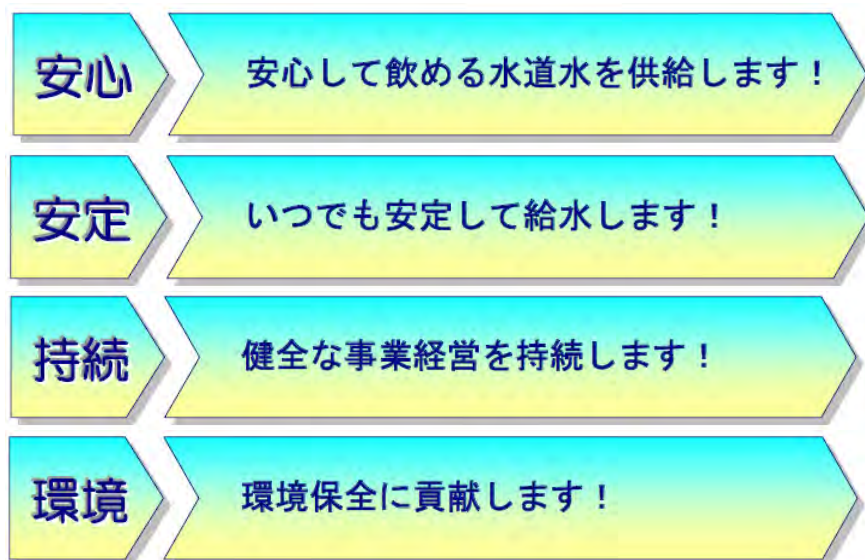 安心
安心して飲める水道水を供給します！
安定
いつでも安定して給水します！
持続
健全な事業経営を持続します！
環境
環境保全に貢献します！